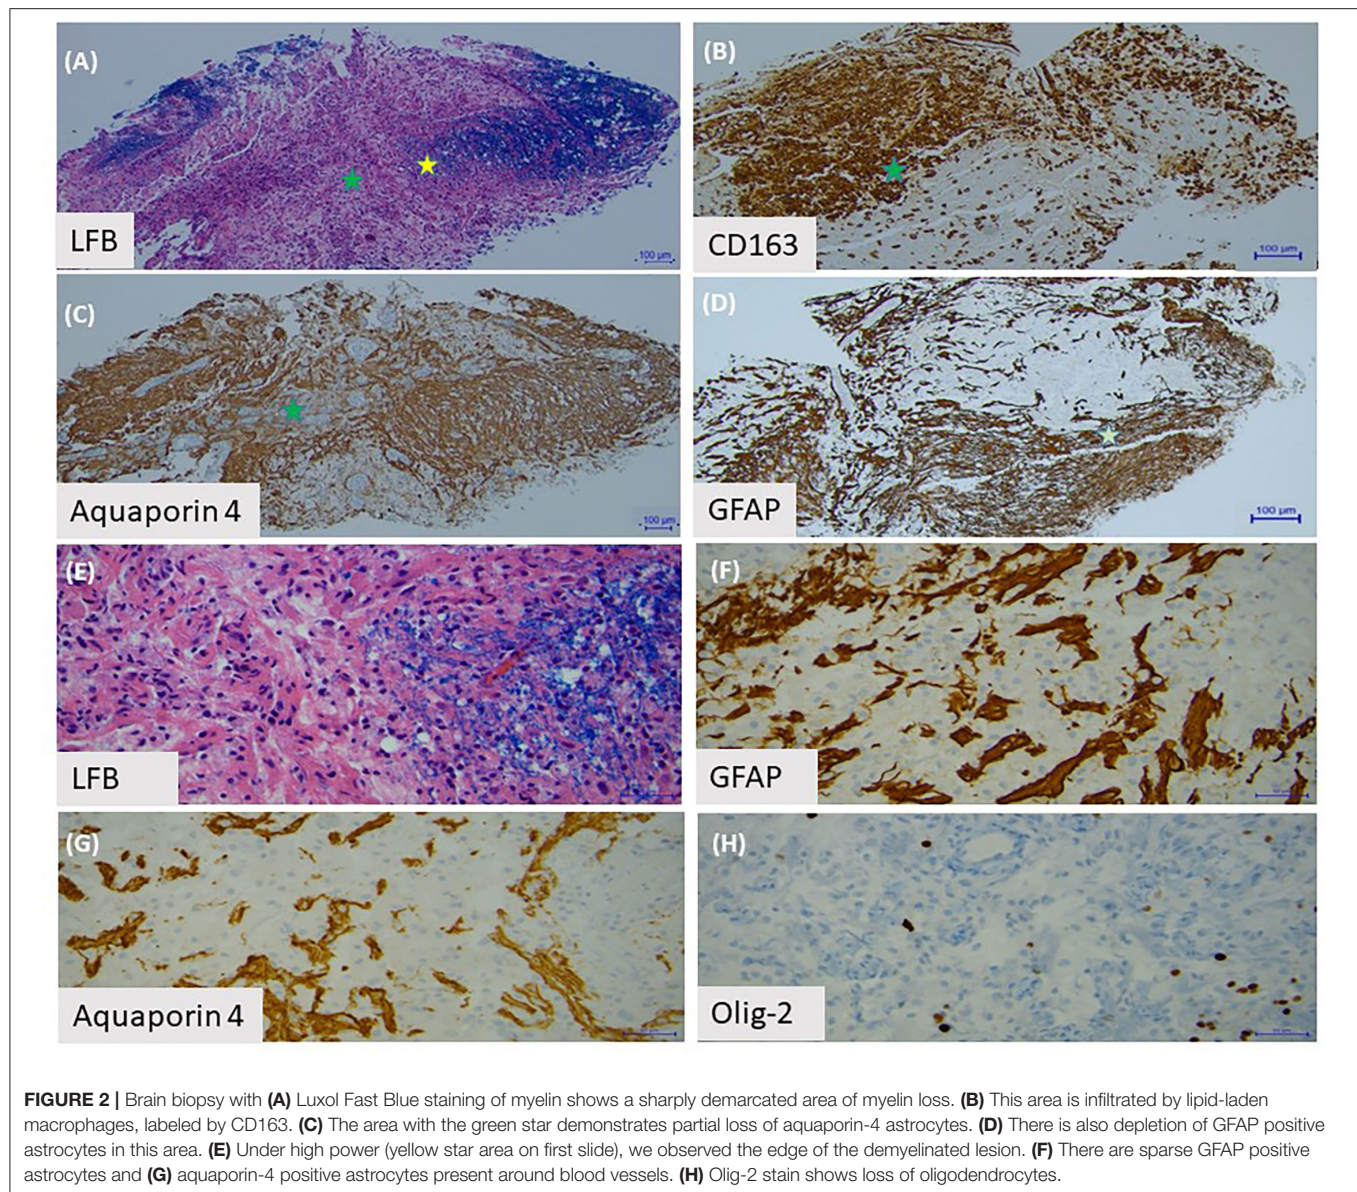 (A)
LFB
100 µm
(B)
CD163
100 µm
(C)
Aquaporin 4
100 µm
(D)
GFAP
100 µm
(E)
LFB
(F)
GFAP
(G)
Aquaporin 4
(H)
Olig-2
FIGURE 2 | Brain biopsy with (A) Luxol Fast Blue staining of myelin shows a sharply demarcated area of myelin loss. (B) This area is infiltrated by lipid-laden
macrophages, labeled by CD163. (C) The area with the green star demonstrates partial loss of aquaporin-4 astrocytes. (D) There is also depletion of GFAP positive
astrocytes in this area. (E) Under high power (yellow star area on first slide), we observed the edge of the demyelinated lesion. (F) There are sparse GFAP positive
astrocytes and (G) aquaporin-4 positive astrocytes present around blood vessels. (H) Olig-2 stain shows loss of oligodendrocytes.